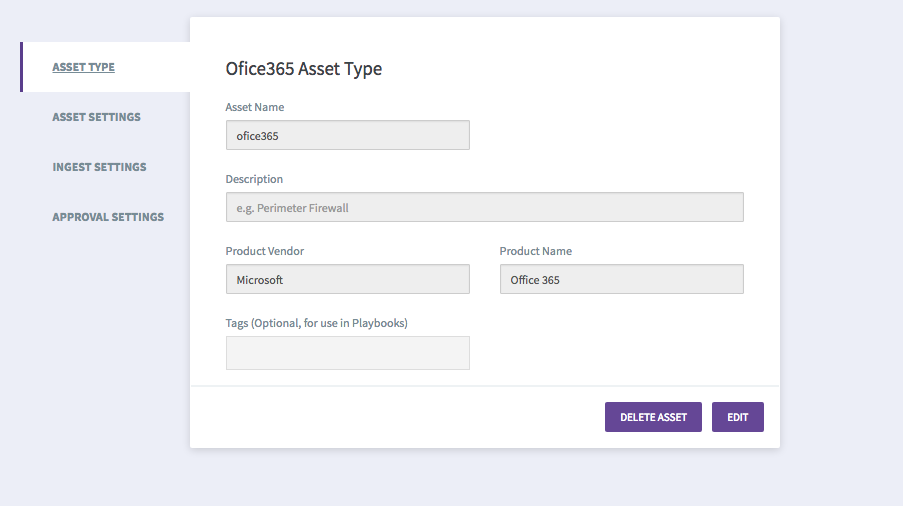 ASSET TYPE
ASSET SETTINGS
INGEST SETTINGS
APPROVAL SETTINGS
Ofice365 Asset Type
Asset Name
ofice365
Description
e.g. Perimeter Firewall
Product Vendor
Product Name
Microsoft
Office 365
Tags (Optional, for use in Playbooks)
DELETE ASSET
EDIT